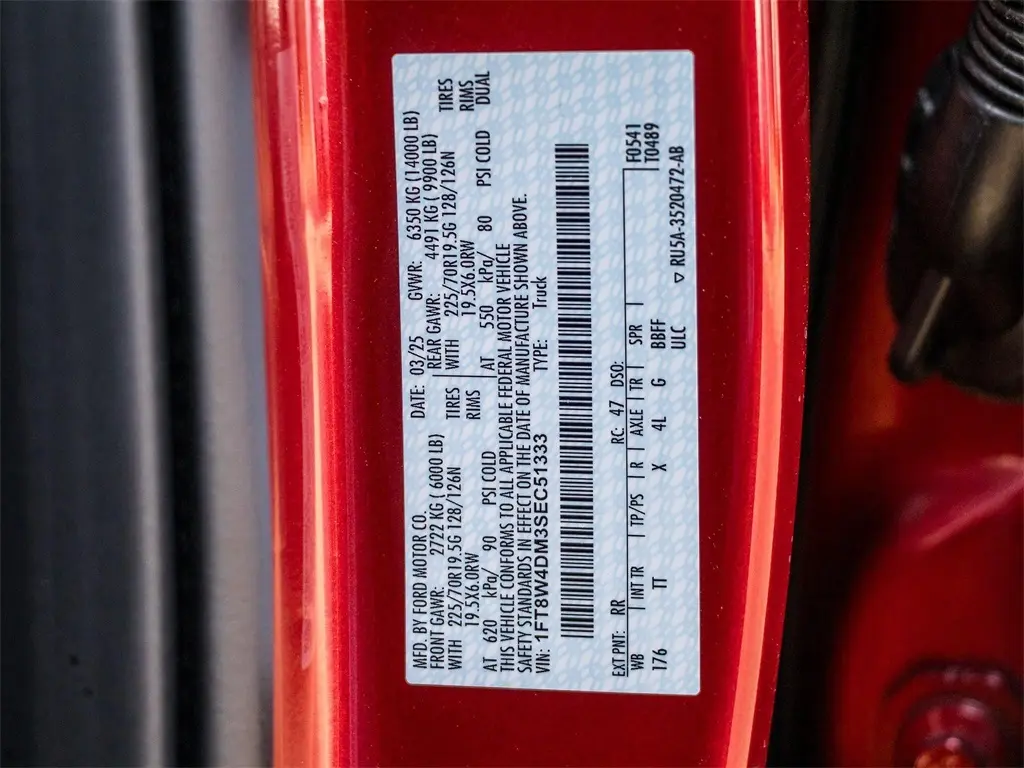 MFD. BY FORD MOTOR CO. DATE: 03/25 GVWR: 6350 KG (14000 LB)
FRONT GAWR: 2722 KG ( 6000 LB) REAR GAWR: 4491 KG ( 9900 LB)
WITH 225/70R19.5G 128/126N TIRES WITH 225/70R19.5G 128/126N TIRES
19.5X6.0RW RIMS 19.5X6.0RW RIMS
AT 620 kPa/ 90 PSI COLD AT 550 kPa/ 80 PSI COLD DUAL
THIS VEHICLE CONFORMS TO ALL APPLICABLE FEDERAL MOTOR VEHICLE
SAFETY STANDARDS IN EFFECT ON THE DATE OF MANUFACTURE SHOWN ABOVE.
VIN: 1FT8W4DM3SEC51333 TYPE: Truck
EXT PNT: RR RC: 47 DSO: F0541
WB INT TR TP/PS R AXLE TR SPR T0489
176 TT X 4L G BBFF
ULC ▽ RU5A-3520472-AB